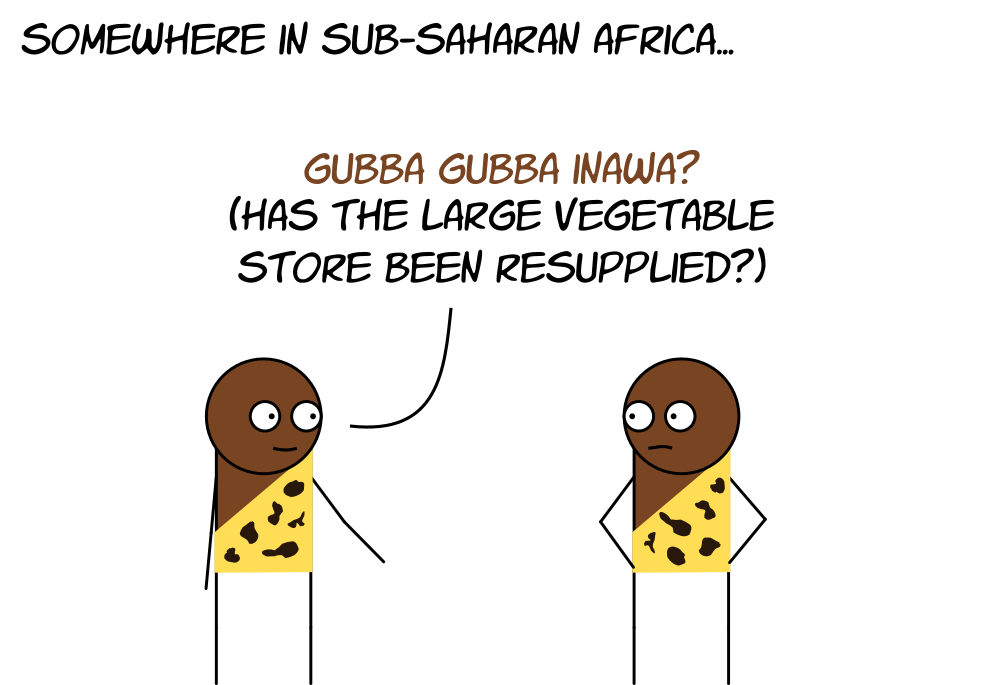 SOMEWHERE IN SUB-SAHARAN AFRICA...
GUBBA GUBBA INAWA?
(HAS THE LARGE VEGETABLE
STORE BEEN RESUPPLIED?)